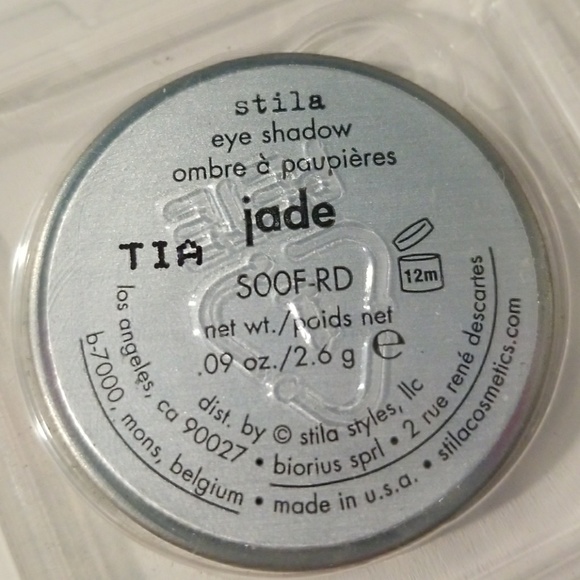 stila
eye shadow
ombre à paupières
jade
TIA
SOOF-RD
12m
net wt./poids net
.09 oz./2.6 g e
dist. by © stila styles, llc
los angeles, ca 90027 • biorius sprl • 2 rue rené descartes
b-7000, mons, belgium • made in u.s.a. • stilacosmetics.com